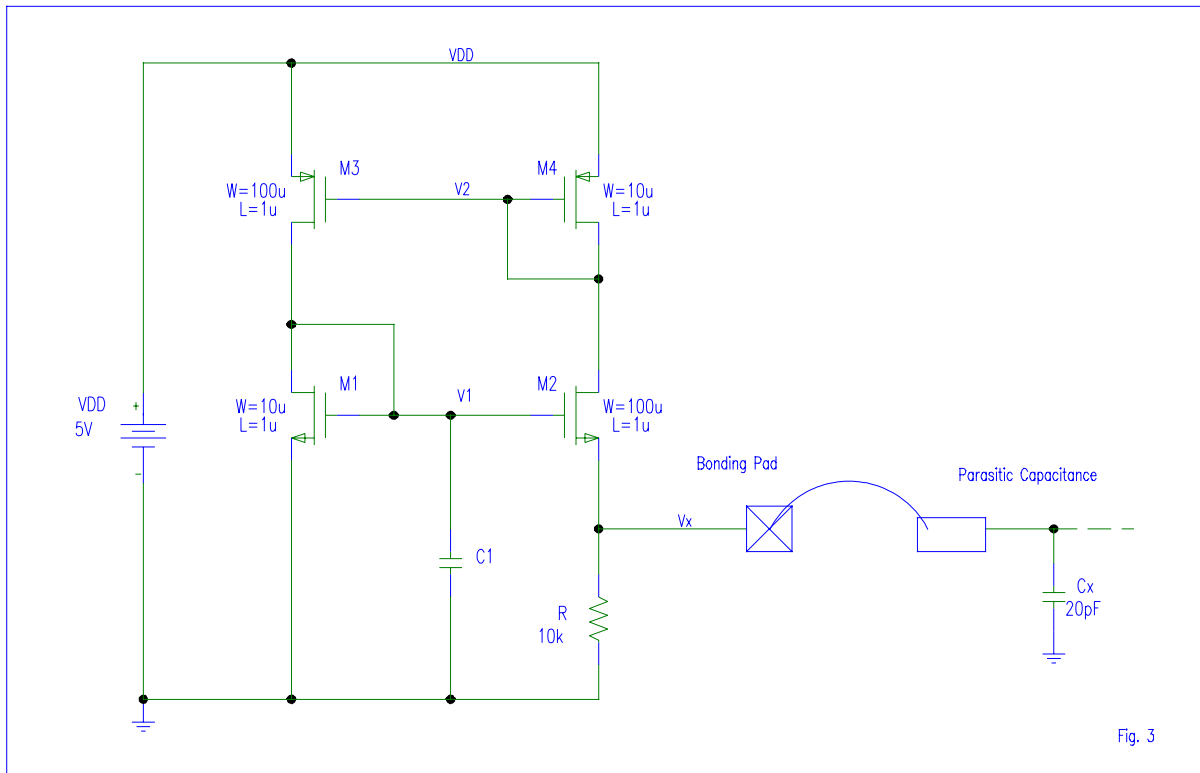 VDD
M3
W=100u
L=1u
V2
M4
W=10u
L=1u
VDD
5V
+
-
M1
W=10u
L=1u
V1
M2
W=100u
L=1u
Bonding Pad
Parasitic Capacitance
Vx
C1
R
10k
Cx
20pF
Fig. 3